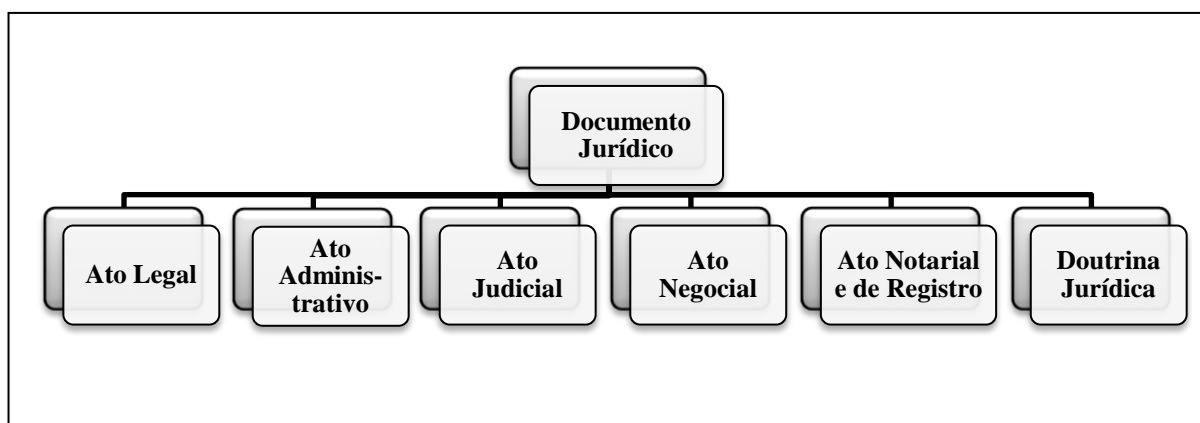 Documento
Jurídico
Ato Legal
Ato
Adminis-
trativo
Ato
Judicial
Ato
Negocial
Ato Notarial
e de Registro
Doutrina
Jurídica